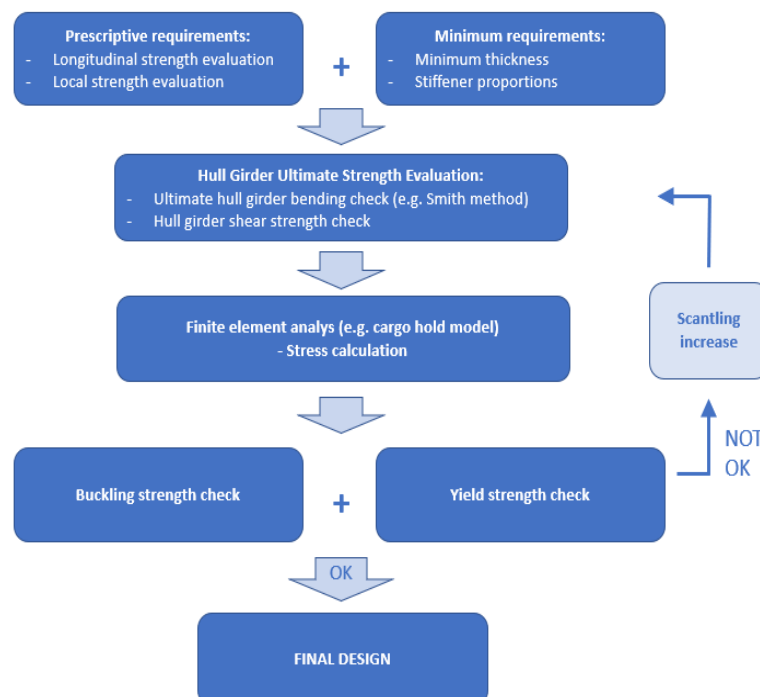 Prescriptive requirements:
- Longitudinal strength evaluation
- Local strength evaluation
+
Minimum requirements:
- Minimum thickness
- Stiffener proportions
Hull Girder Ultimate Strength Evaluation:
- Ultimate hull girder bending check (e.g. Smith method)
- Hull girder shear strength check
Finite element analys (e.g. cargo hold model)
- Stress calculation
Scantling
increase
NOT
OK
Buckling strength check
+
Yield strength check
OK
FINAL DESIGN